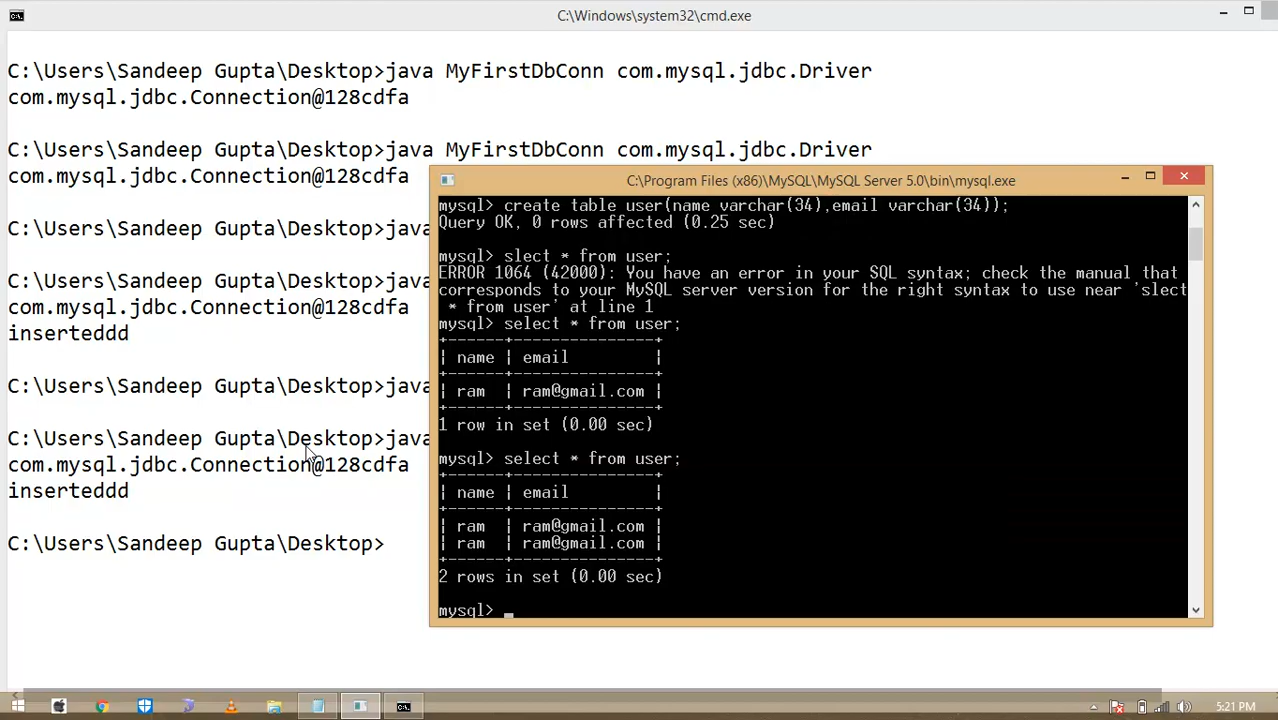 C:\Windows\system32\cmd.exe
C:\Users\Sandeep Gupta\Desktop>java MyFirstDbConn com.mysql.jdbc.Driver
com.mysql.jdbc.Connection@128cdfa
C:\Users\Sandeep Gupta\Desktop>java MyFirstDbConn com.mysql.jdbc.Driver
com.mysql.jdbc.Connection@128cdfa
C:\Users\Sandeep Gupta\Desktop>java
C:\Users\Sandeep Gupta\Desktop>java
com.mysql.jdbc.Connection@128cdfa
inserteddd
C:\Users\Sandeep Gupta\Desktop>java
C:\Users\Sandeep Gupta\Desktop>java
com.mysql.jdbc.Connection@128cdfa
inserteddd
C:\Users\Sandeep Gupta\Desktop>
C:\Program Files (x86)\MySQL\MySQL Server 5.0\bin\mysql.exe
mysql> create table user(name varchar(34),email varchar(34));
Query OK, 0 rows affected (0.25 sec)
mysql> slect * from user;
ERROR 1064 (42000): You have an error in your SQL syntax; check the manual that
corresponds to your MySQL server version for the right syntax to use near 'slect
* from user' at line 1
mysql> select * from user;
+------+---------------+
| name | email         |
+------+---------------+
| ram  | ram@gmail.com |
+------+---------------+
1 row in set (0.00 sec)
mysql> select * from user;
+------+---------------+
| name | email         |
+------+---------------+
| ram  | ram@gmail.com |
| ram  | ram@gmail.com |
+------+---------------+
2 rows in set (0.00 sec)
mysql> _
5:21 PM